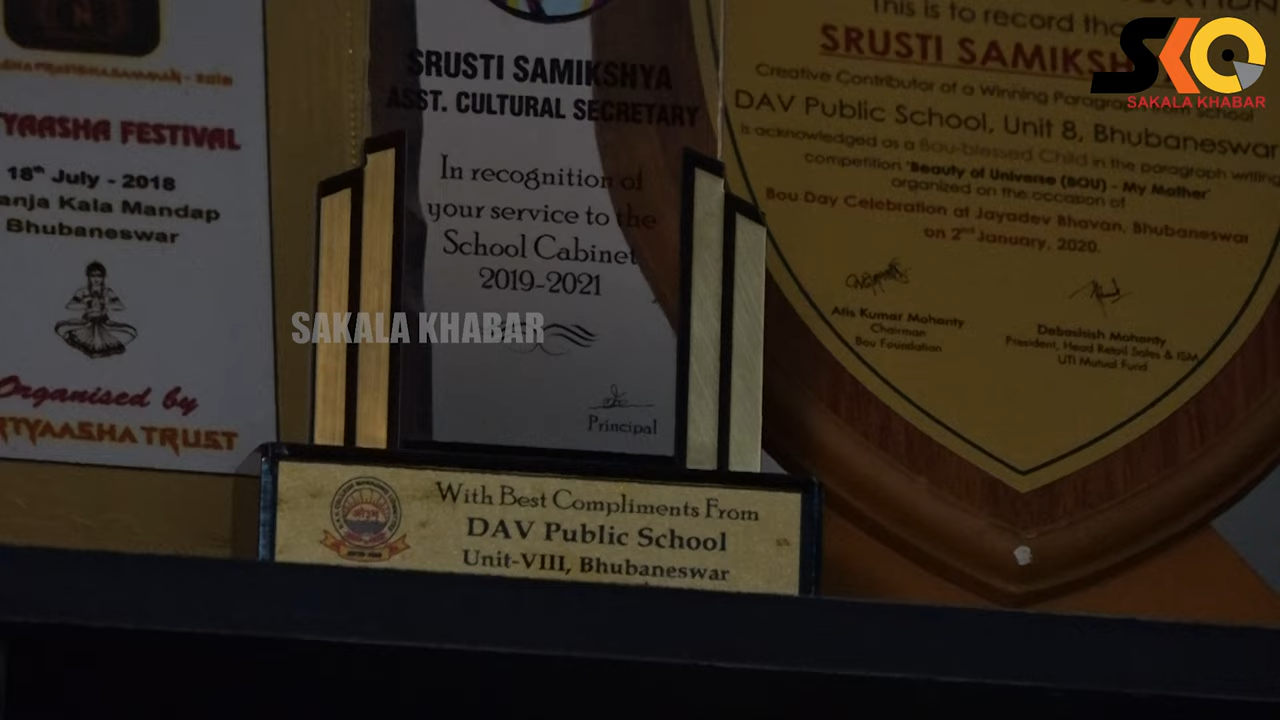 TYAASHA FESTIVAL
18th July - 2018
anja Kala Mandap
Bhubaneswar
Organised by
RTYAASHA TRUST
SRUSTI SAMIKSHYA
ASST. CULTURAL SECRETARY
In recognition of
your service to the
School Cabinet
2019-2021
Principal
With Best Compliments From
DAV Public School
Unit-VIII, Bhubaneswar
This is to record tha
SRUSTI SAMIKSH
Creative Contributor of a Winning Paragraph from school
DAV Public School, Unit 8, Bhubaneswar
is acknowledged as a Bou-blessed Child in the paragraph writing
competition 'Beauty of Universe (BOU) - My Mother'
organized on the occasion of
Bou Day Celebration at Jayadev Bhavan, Bhubaneswar
on 2nd January, 2020.
Atis Kumar Mohanty
Chairman
Bou Foundation
Debashish Mohanty
President, Head Retail Sales & ISM
UTI Mutual Fund
SAKALA KHABAR
SAKALA KHABAR